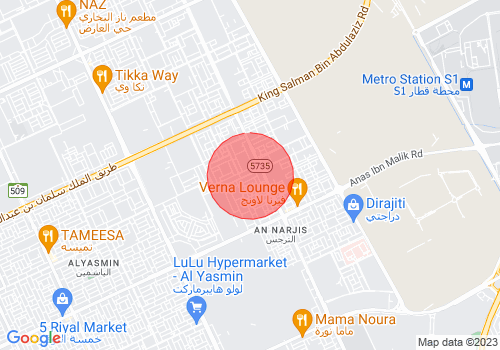 NAZ
مطعم ناز البخاري
حي العارض
Tikka Way
تكا وي
King Salman Bin Abdulaziz Rd
Metro Station S1
محطة قطار S1
5735
Anas Ibn Malik Rd
509
طريق الملك سلمان بن عبدالع
Verna Lounge
فيرنا لاونج
Dirajiti
دراجتي
TAMEESA
تميسه
AN NARJIS
النرجس
ALYASMIN
الياسمين
LuLu Hypermarket
- Al Yasmin
لولو هايبرماركت
5 Riyal Market
خمسة الى
Mama Noura
ماما نورة
Google
Map data ©2023